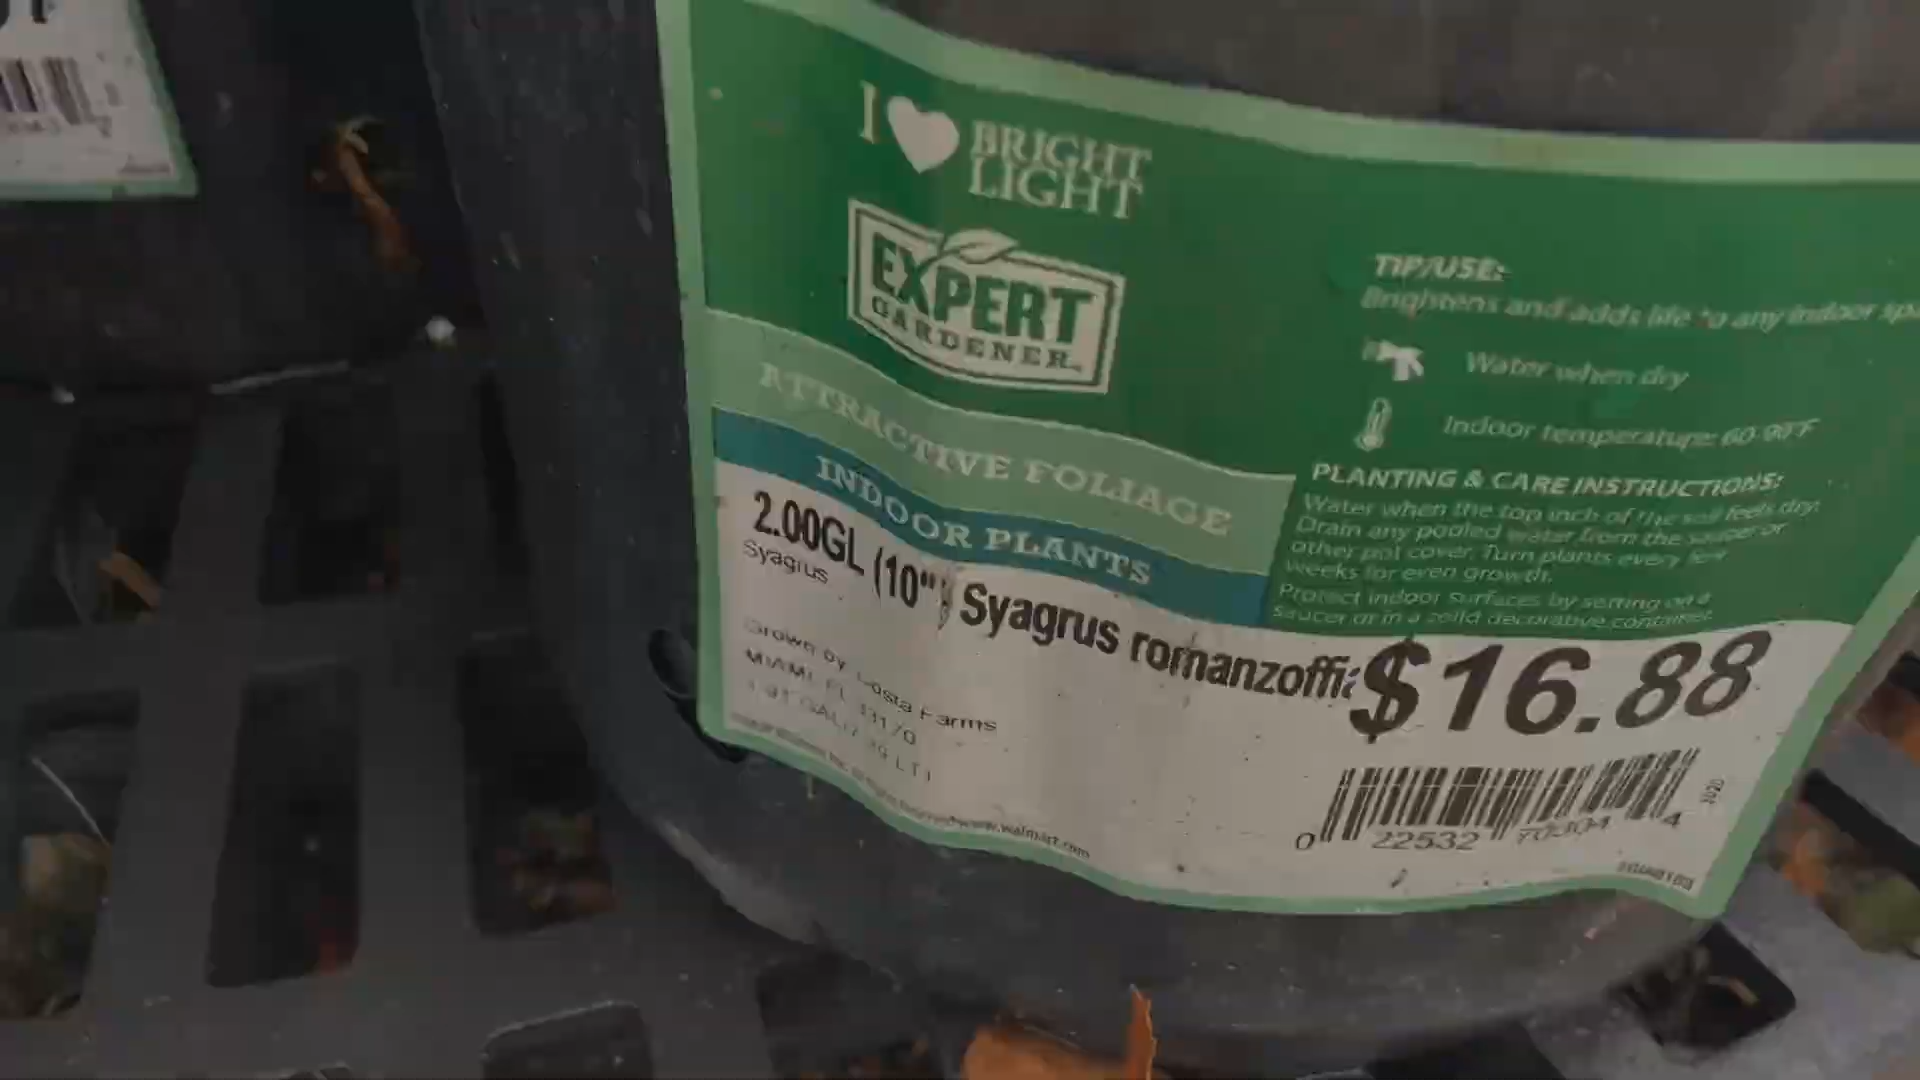 I BRIGHT
LIGHT
EXPERT
GARDENER
ATTRACTIVE FOLIAGE
INDOOR PLANTS
TIP/USE:
Brightens and adds life to any indoor
Water when dry
Indoor temperature: 60-90°F
PLANTING & CARE INSTRUCTIONS:
Water when the top inch of the soil feels dry.
Drain any pooled water from the saucer or
other pot cover. Turn plants every few
weeks for even growth.
Protect indoor surfaces by setting on a
saucer or in a solid decorative container.
2.00GL (10") Syagrus romanzoffi
Syagrus
$16.88
Grown by Costa Farms
MIAMI, FL 33170
www.walmart.com
0 22532 70304 4
2020